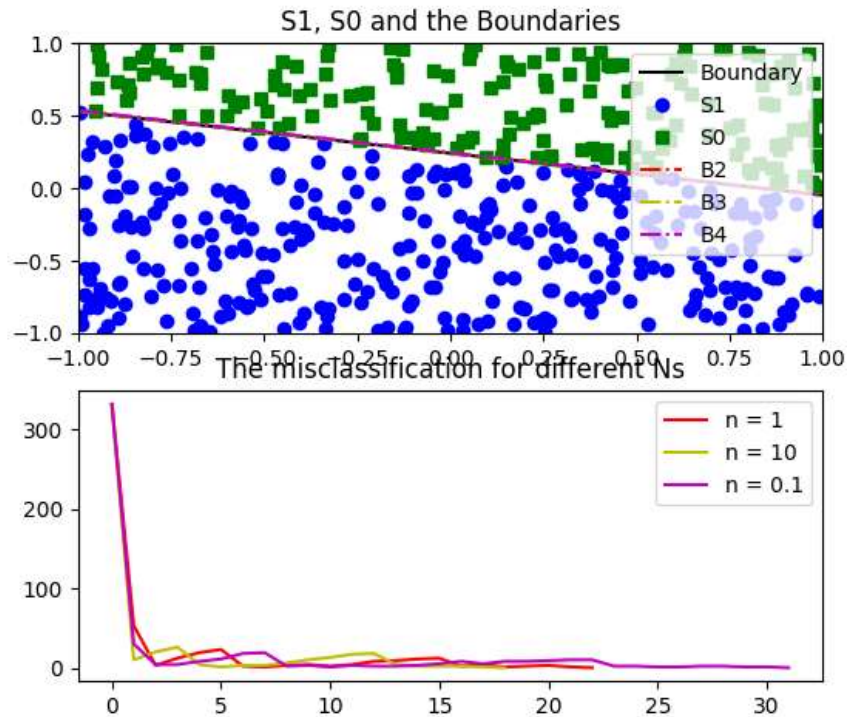 S1, S0 and the Boundaries
1.0
0.5
0.0
−0.5
−1.0
Boundary
S1
S0
B2
B3
B4
−1.00 −0.75 −0.50 −0.25 0.00 0.25 0.50 0.75 1.00
The misclassification for different Ns
300
200
100
0
n = 1
n = 10
n = 0.1
0 5 10 15 20 25 30